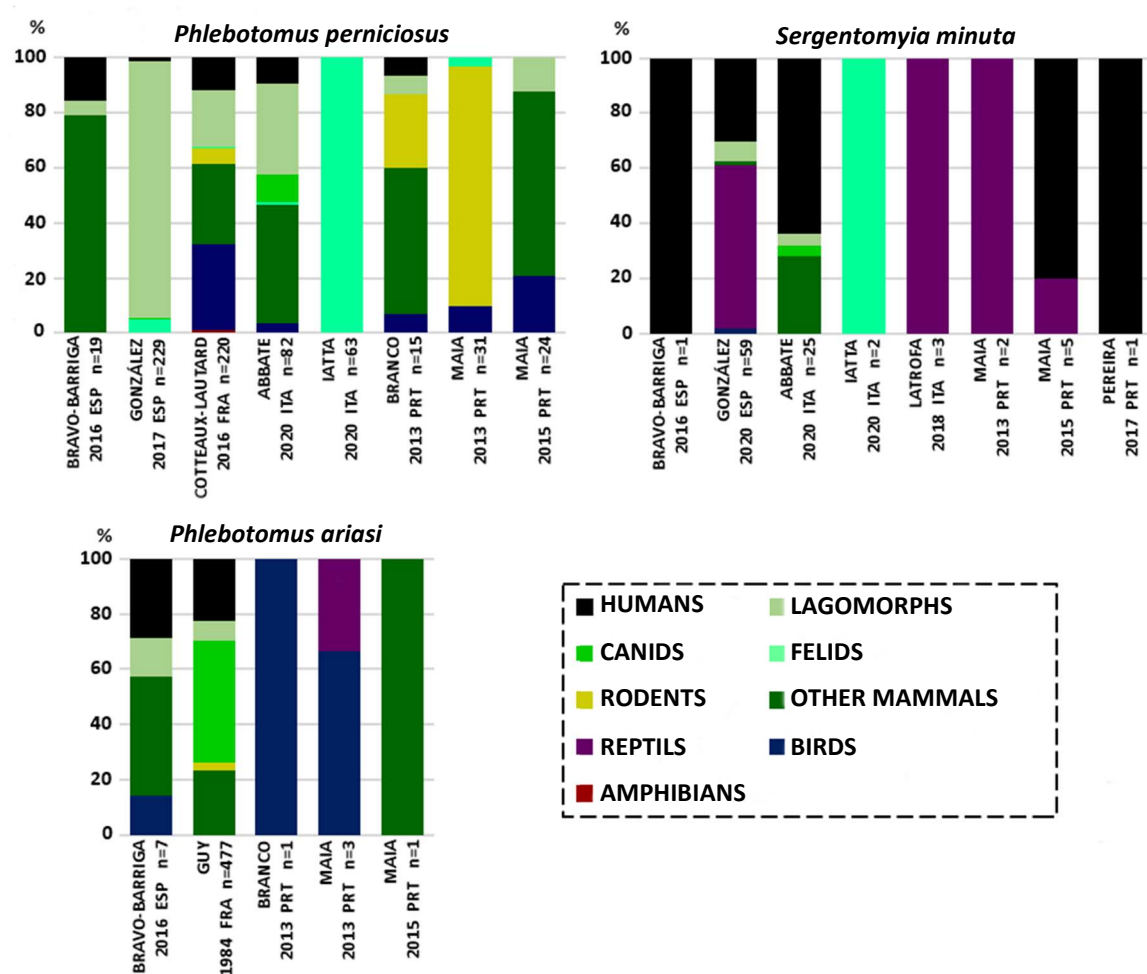 %
Phlebotomus perniciosus
100
80
60
40
20
0
BRAVO-BARRIGA
2016 ESP n=19
GONZÁLEZ
2017 ESP n=229
COTTEAUX-LAUTARD
2016 FRA n=220
ABBATE
2020 ITA n=82
IATTA
2020 ITA n=63
BRANCO
2013 PRT n=15
MAIA
2013 PRT n=31
MAIA
2015 PRT n=24
%
Sergentomyia minuta
100
80
60
40
20
0
BRAVO-BARRIGA
2016 ESP n=1
GONZÁLEZ
2020 ESP n=59
ABBATE
2020 ITA n=25
IATTA
2020 ITA n=2
LATROFA
2018 ITA n=3
MAIA
2013 PRT n=2
MAIA
2015 PRT n=5
PEREIRA
2017 PRT n=1
%
Phlebotomus ariasi
100
80
60
40
20
0
BRAVO-BARRIGA
2016 ESP n=7
GUY
1984 FRA n=477
BRANCO
2013 PRT n=1
MAIA
2013 PRT n=3
MAIA
2015 PRT n=1
HUMANS
LAGOMORPHS
CANIDS
FELIDS
RODENTS
OTHER MAMMALS
REPTILS
BIRDS
AMPHIBIANS